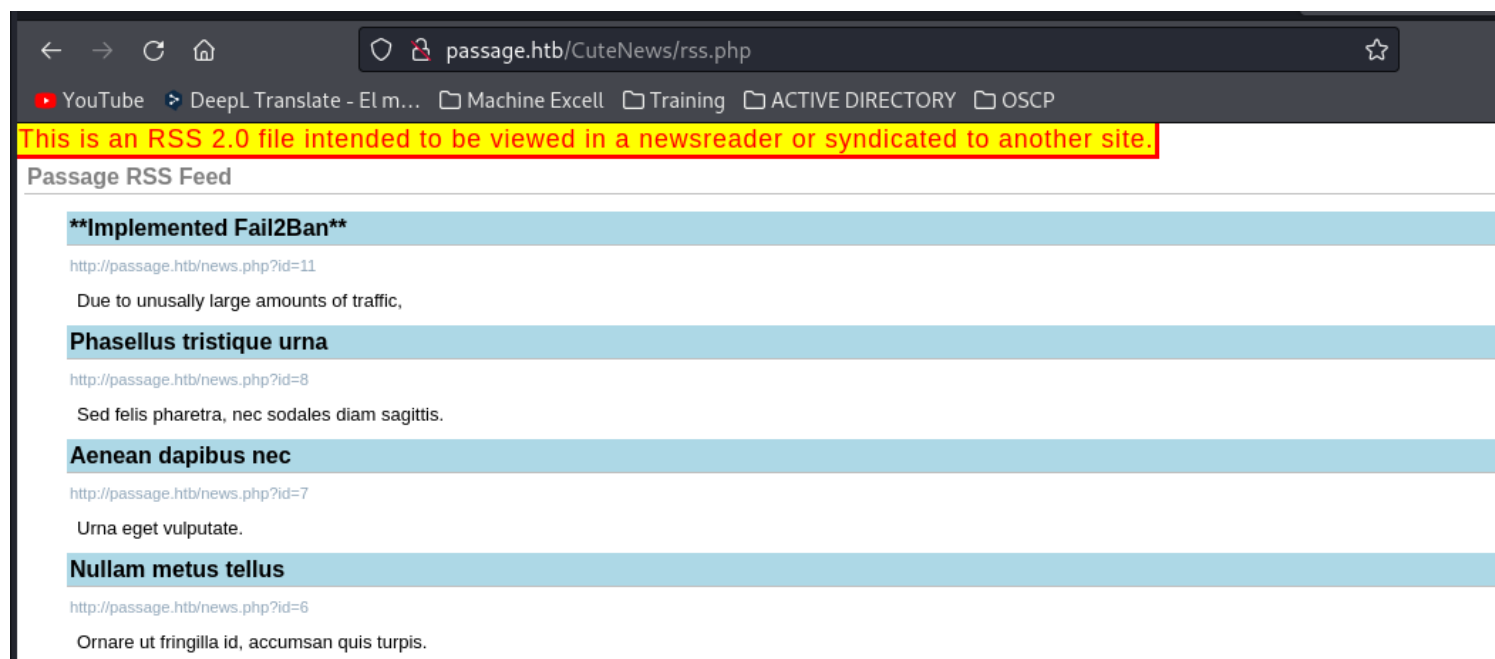 passage.htb/CuteNews/rss.php
YouTube DeepL Translate - El m... Machine Excell Training ACTIVE DIRECTORY OSCP
This is an RSS 2.0 file intended to be viewed in a newsreader or syndicated to another site.
Passage RSS Feed
**Implemented Fail2Ban**
http://passage.htb/news.php?id=11
Due to unusally large amounts of traffic,
Phasellus tristique urna
http://passage.htb/news.php?id=8
Sed felis pharetra, nec sodales diam sagittis.
Aenean dapibus nec
http://passage.htb/news.php?id=7
Urna eget vulputate.
Nullam metus tellus
http://passage.htb/news.php?id=6
Ornare ut fringilla id, accumsan quis turpis.